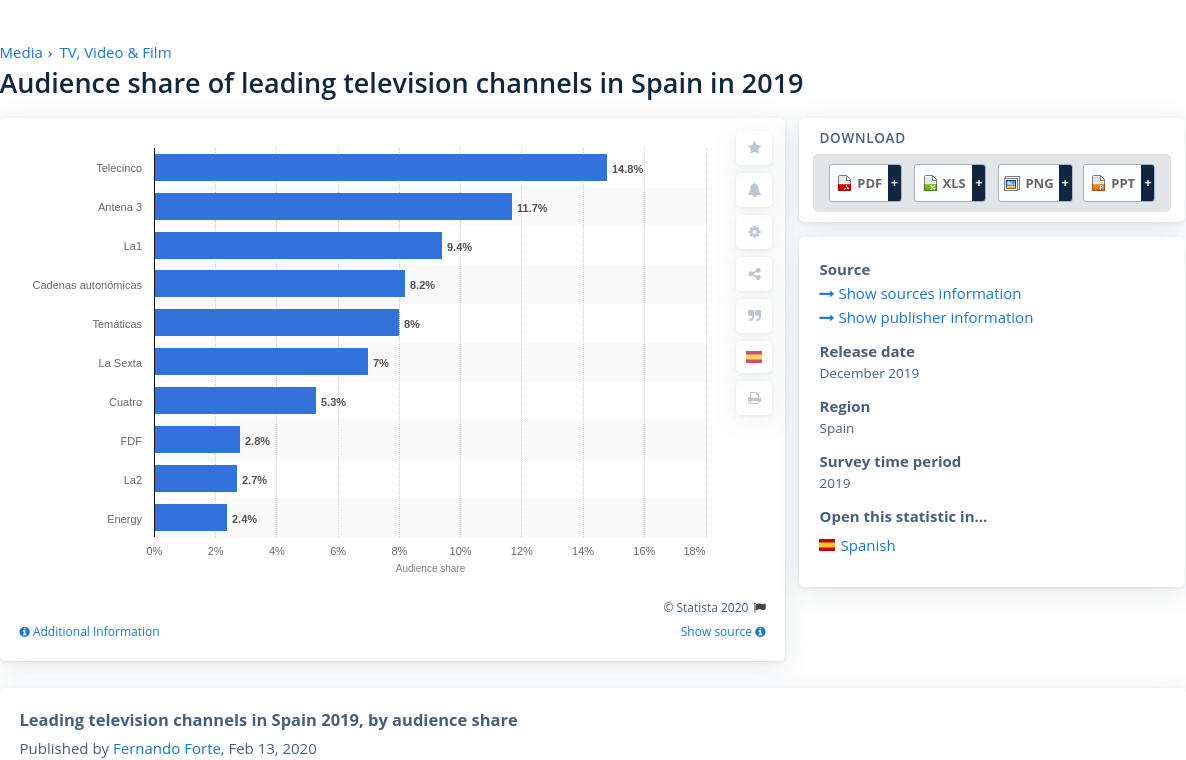 Media › TV, Video & Film
Audience share of leading television channels in Spain in 2019
Telecinco 14.8%
Antena 3 11.7%
La1 9.4%
Cadenas autonómicas 8.2%
Temáticas 8%
La Sexta 7%
Cuatro 5.3%
FDF 2.8%
La2 2.7%
Energy 2.4%
0% 2% 4% 6% 8% 10% 12% 14% 16% 18%
Audience share
© Statista 2020
Additional Information
Show source
DOWNLOAD
PDF + XLS + PNG + PPT +
Source
Show sources information
Show publisher information
Release date
December 2019
Region
Spain
Survey time period
2019
Open this statistic in...
Spanish
Leading television channels in Spain 2019, by audience share
Published by Fernando Forte, Feb 13, 2020